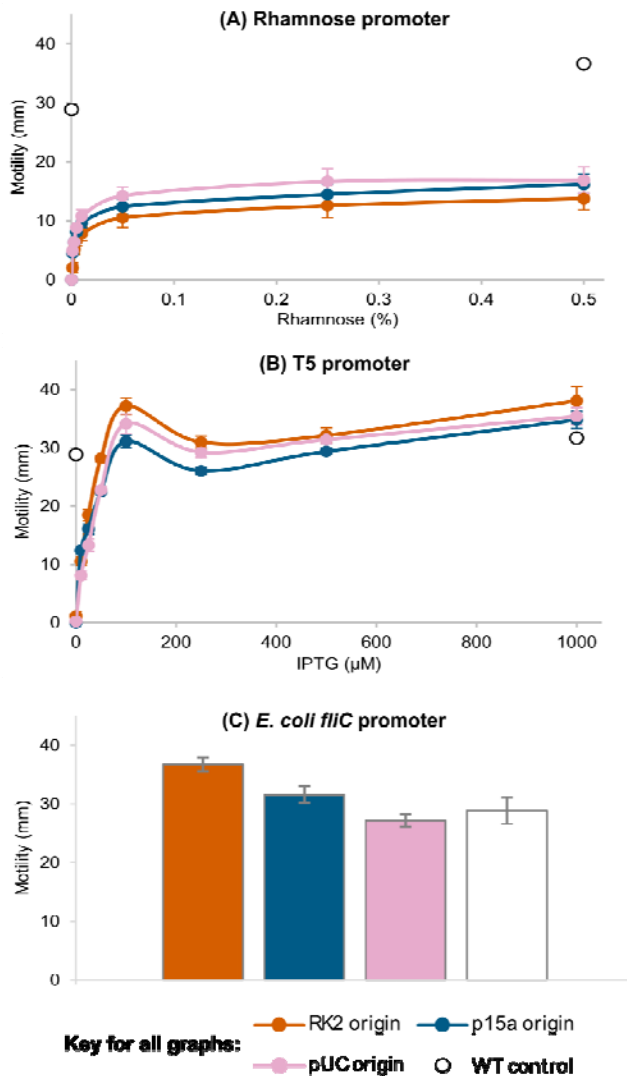 (A) Rhamnose promoter
Motility (mm)
40
30
20
10
0
0 0.1 0.2 0.3 0.4 0.5
Rhamnose (%)
(B) T5 promoter
Motility (mm)
40
30
20
10
0
0 200 400 600 800 1000
IPTG (µM)
(C) E. coli fliC promoter
Motility (mm)
40
30
20
10
0
Key for all graphs:
RK2 origin p15a origin
pUC origin WT control